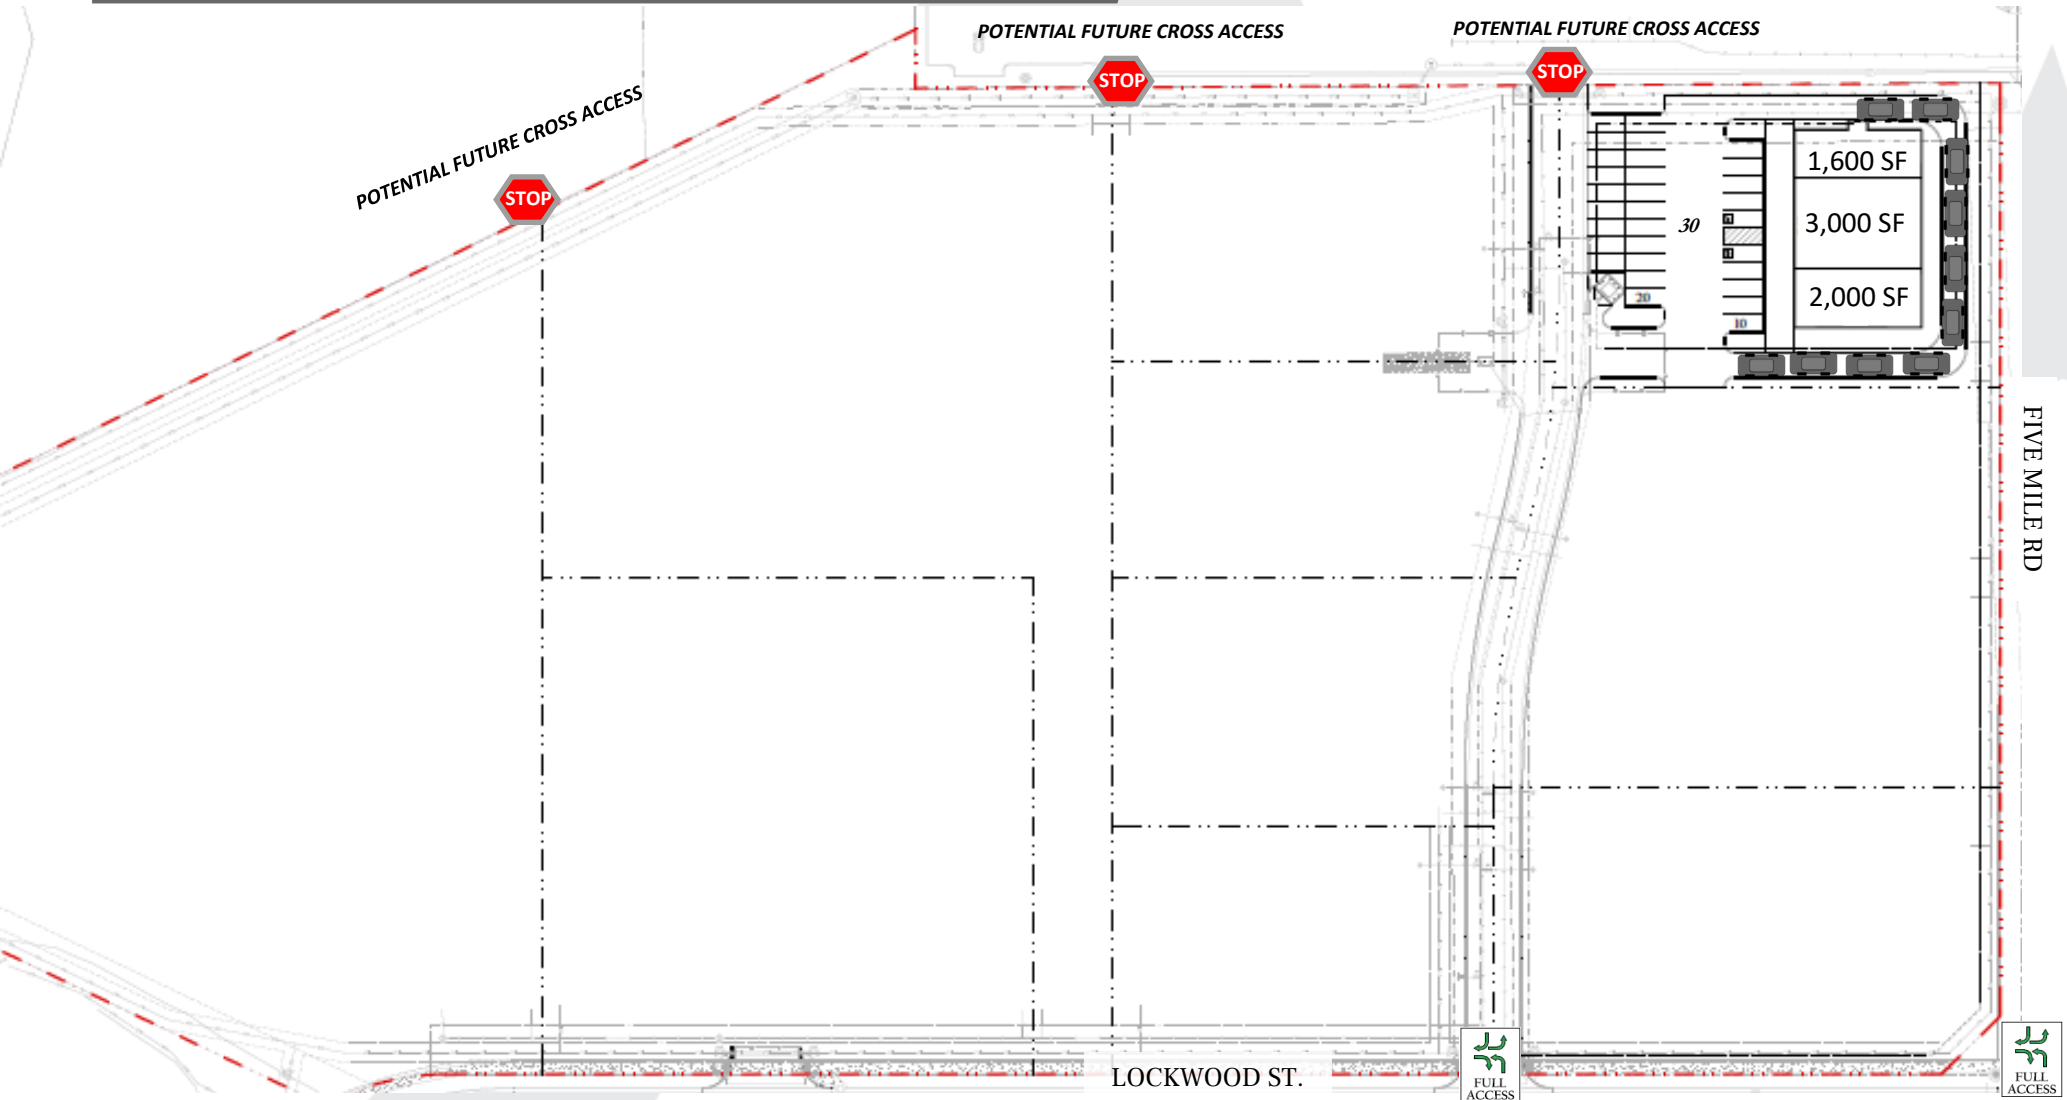 POTENTIAL FUTURE CROSS ACCESS
POTENTIAL FUTURE CROSS ACCESS
STOP
STOP
POTENTIAL FUTURE CROSS ACCESS
STOP
1,600 SF
3,000 SF
30
2,000 SF
20
10
FIVE MILE RD
LOCKWOOD ST.
FULL
ACCESS
FULL
ACCESS